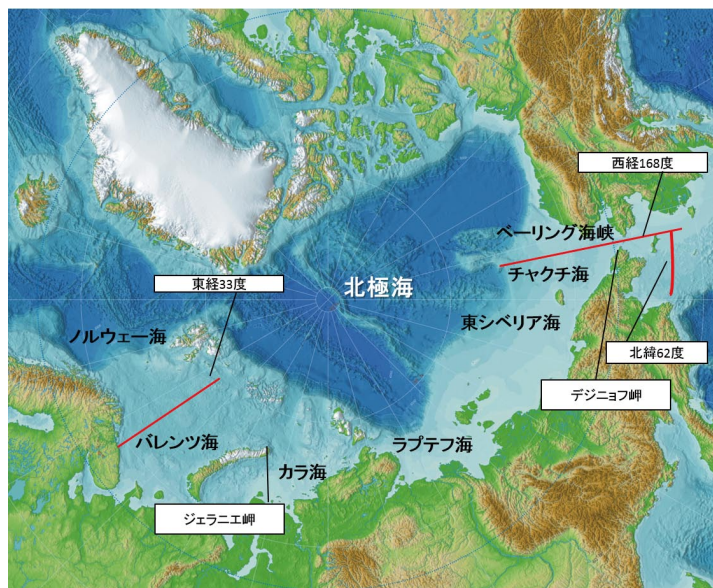 西経168度
ベーリング海峡
チャクチ海
東経33度
北極海
東シベリア海
ノルウェー海
北緯62度
デジニョフ岬
バレンツ海
ラプテフ海
カラ海
ジェラニエ岬